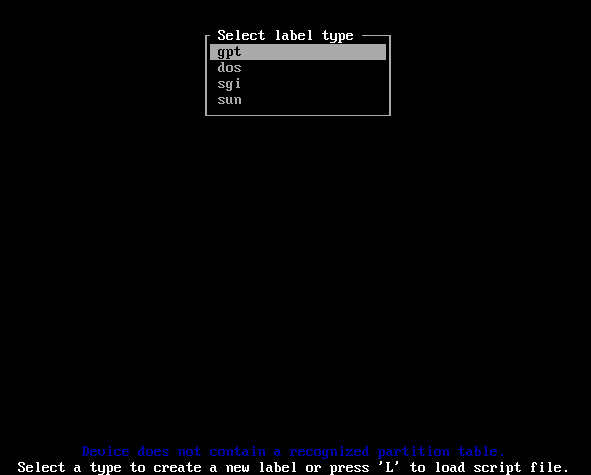 Select label type
gpt
dos
sgi
sun
Device does not contain a recognized partition table.
Select a type to create a new label or press 'L' to load script file.